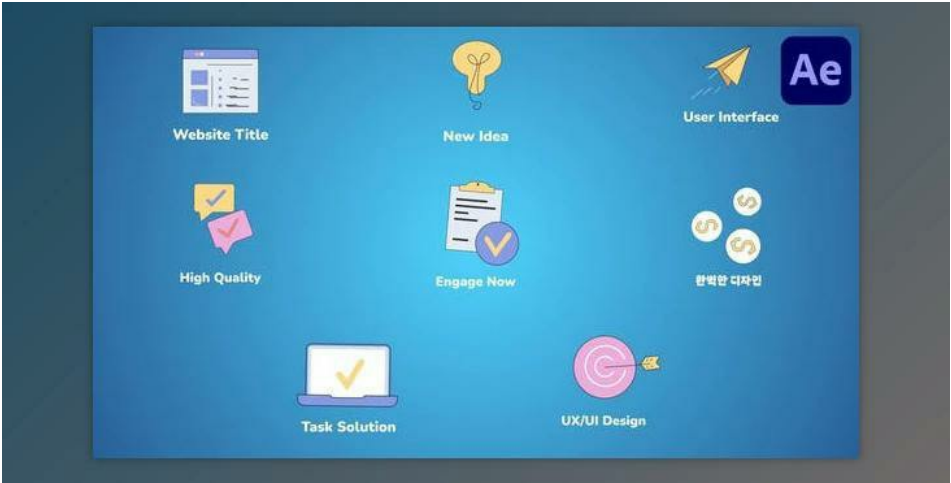 Ae
Website Title
New Idea
User Interface
High Quality
Engage Now
완벽한 디자인
Task Solution
UX/UI Design